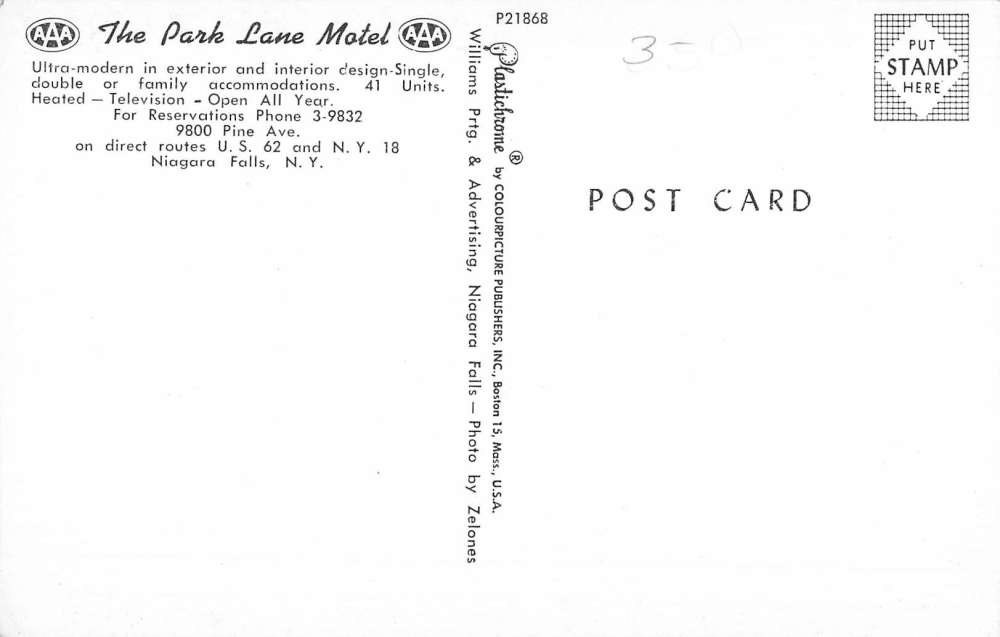 AAA The Park Lane Motel AAA
Ultra-modern in exterior and interior design-Single,
double or family accommodations. 41 Units.
Heated — Television - Open All Year.
For Reservations Phone 3-9832
9800 Pine Ave.
on direct routes U. S. 62 and N. Y. 18
Niagara Falls, N. Y.
P21868
Plastichrome ® by COLOURPICTURE PUBLISHERS, INC., Boston 15, Mass., U.S.A.
Williams Prtg. & Advertising, Niagara Falls — Photo by Zelones
PUT
STAMP
HERE
POST CARD